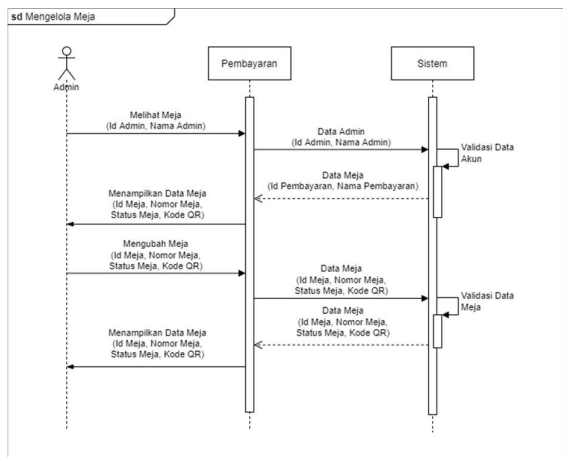 sd Mengelola Meja
Admin
Pembayaran
Sistem
Melihat Meja
(Id Admin, Nama Admin)
Data Admin
(Id Admin, Nama Admin)
Validasi Data
Akun
Data Meja
(Id Pembayaran, Nama Pembayaran)
Menampilkan Data Meja
(Id Meja, Nomor Meja,
Status Meja, Kode QR)
Mengubah Meja
(Id Meja, Nomor Meja,
Status Meja, Kode QR)
Data Meja
(Id Meja, Nomor Meja,
Status Meja, Kode QR)
Validasi Data
Meja
Data Meja
(Id Meja, Nomor Meja,
Status Meja, Kode QR)
Menampilkan Data Meja
(Id Meja, Nomor Meja,
Status Meja, Kode QR)